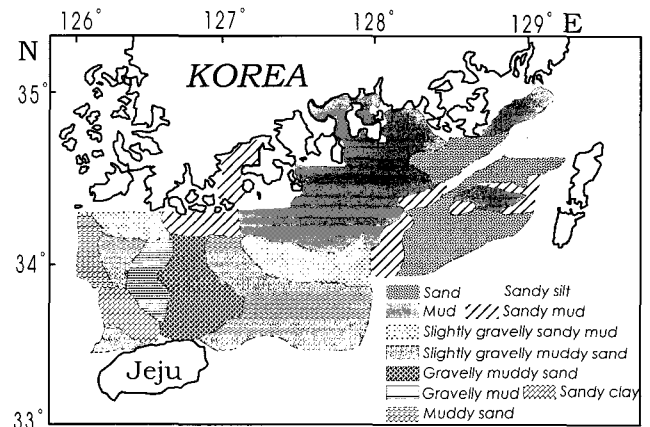 126° 127° 128° 129° E
N
35°
34°
33°
KOREA
Jeju
Sand Sandy silt
Mud Sandy mud
Slightly gravelly sandy mud
Slightly gravelly muddy sand
Gravelly muddy sand
Gravelly mud Sandy clay
Muddy sand